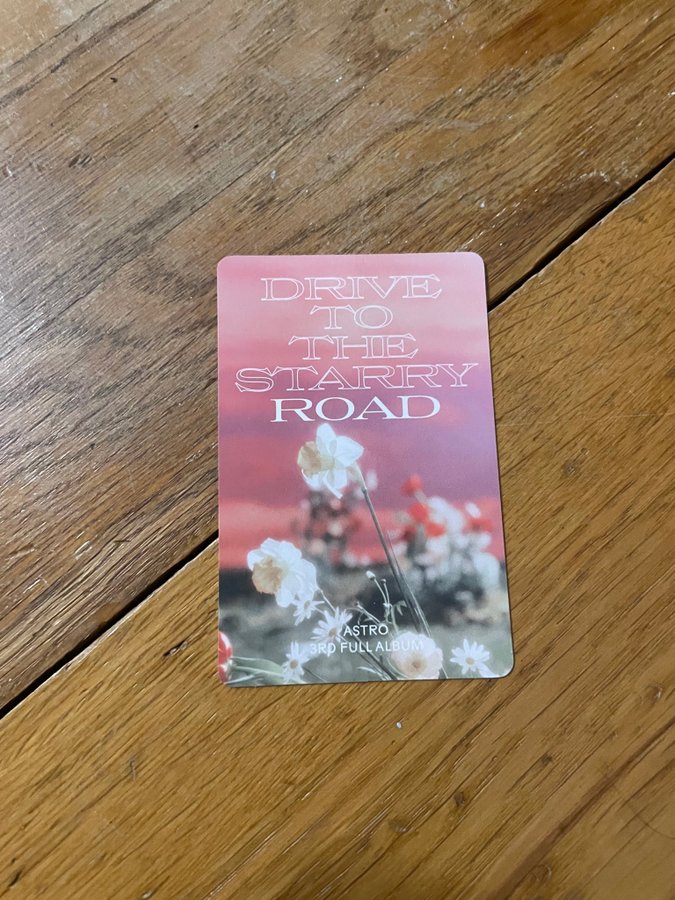 DRIVE
TO
THE
STARRY
ROAD
ASTRO
3RD FULL ALBUM